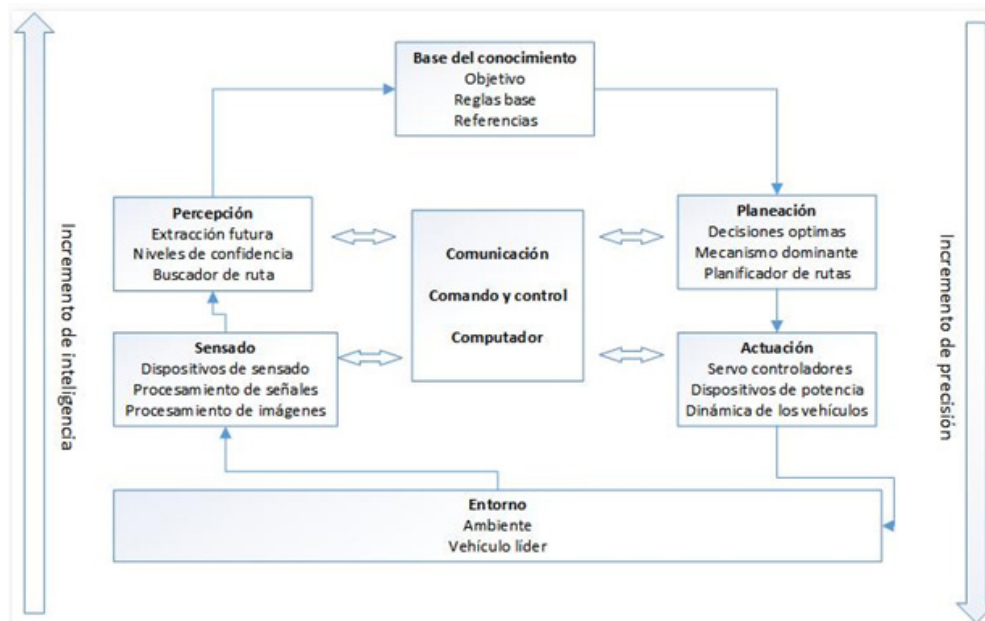 Base del conocimiento
Objetivo
Reglas base
Referencias
Percepción
Extracción futura
Niveles de confidencia
Buscador de ruta
Comunicación
Comando y control
Computador
Planeación
Decisiones optimas
Mecanismo dominante
Planificador de rutas
Sensado
Dispositivos de sensado
Procesamiento de señales
Procesamiento de imágenes
Actuación
Servo controladores
Dispositivos de potencia
Dinámica de los vehículos
Entorno
Ambiente
Vehículo líder
Incremento de inteligencia
Incremento de precisión